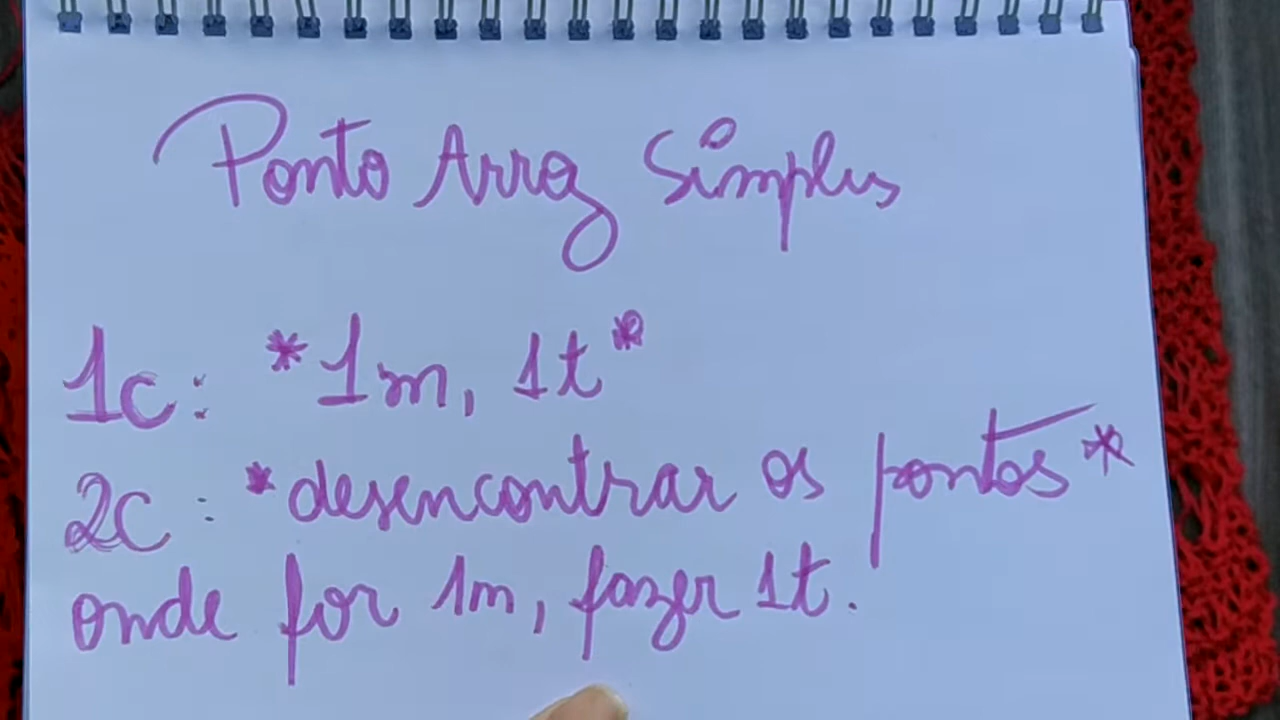 Ponto Arroz Simples
1c: *1m, 1t*
2c: *desencontrar os pontos*
onde for 1m, fazer 1t.